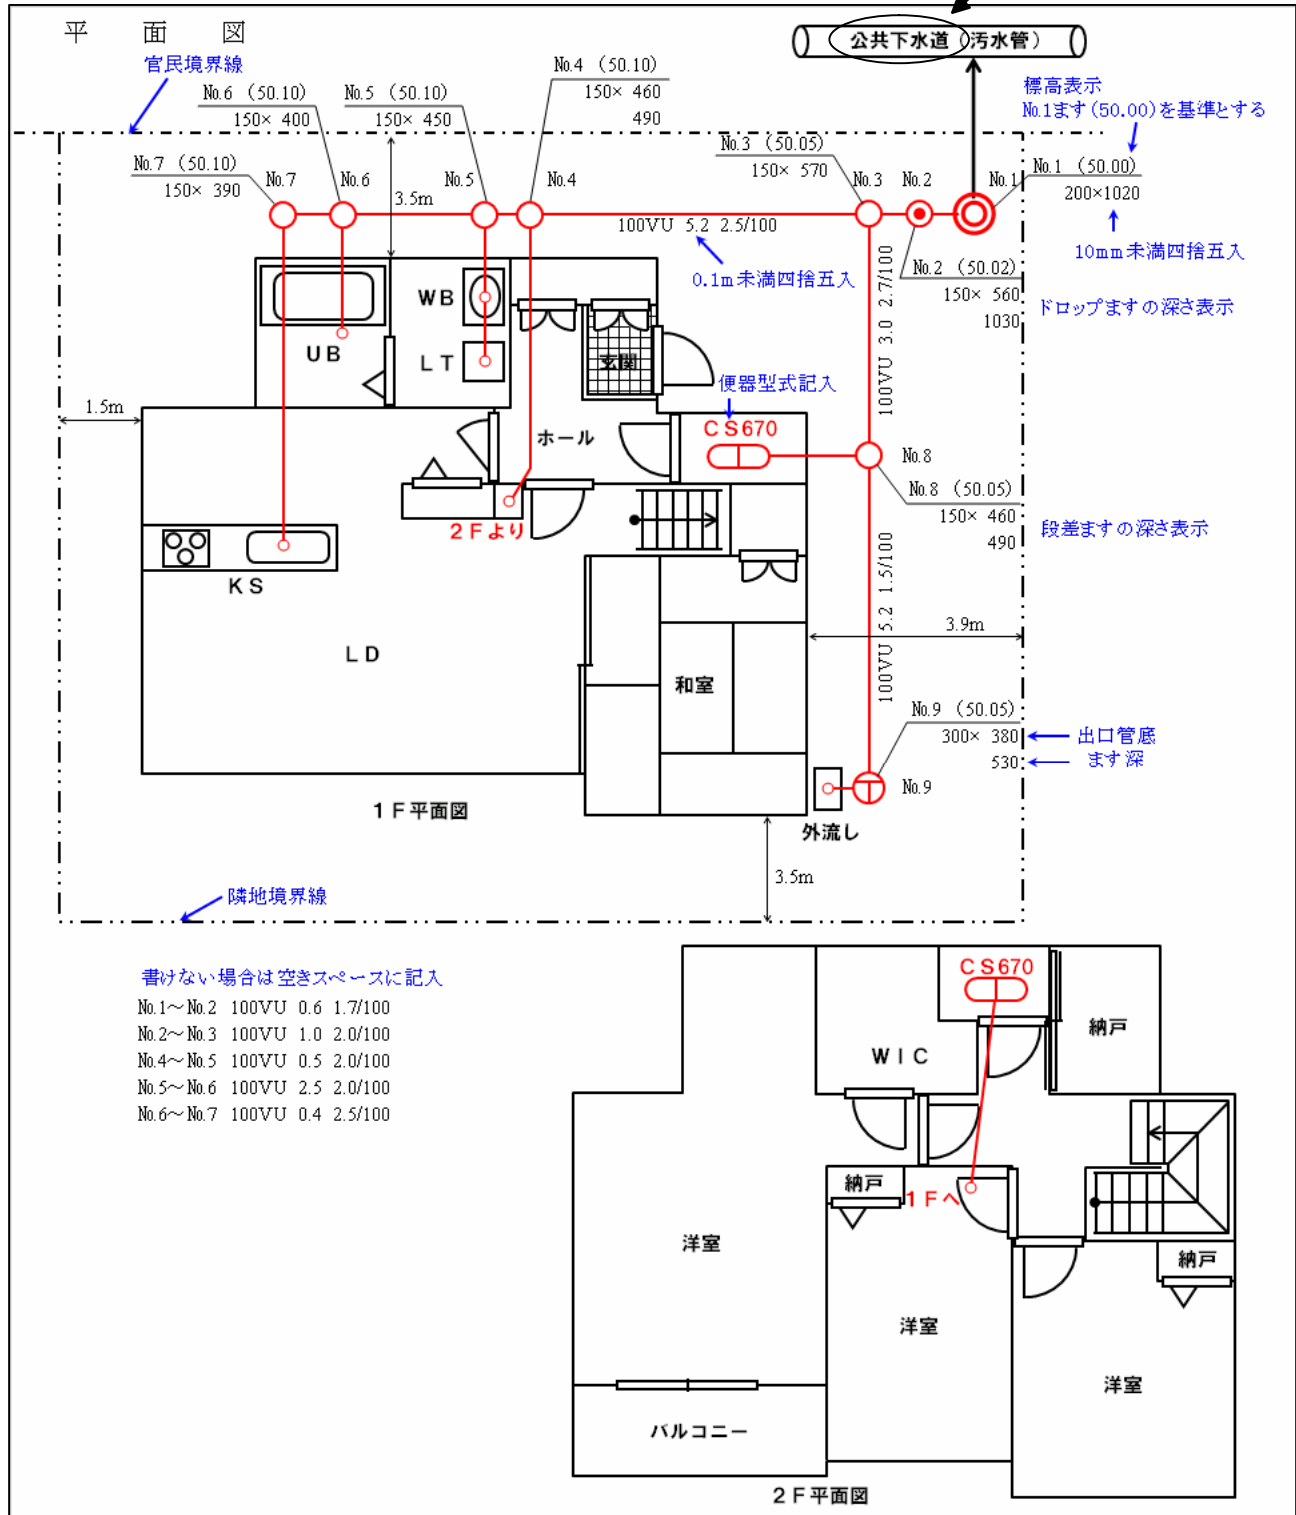 平面図
公共下水道（汚水管）
官民境界線
No.4 (50.10)
150× 460
490
No.6 (50.10)
150× 400
No.5 (50.10)
150× 450
標高表示
No.1ます(50.00)を基準とする
No.3 (50.05)
150× 570
No.7 (50.10)
150× 390
No.1 (50.00)
200×1020
No.7
No.6
No.5
No.4
No.3
No.2
No.1
3.5m
100VU 5.2 2.5/100
10mm未満四捨五入
0.1m未満四捨五入
No.2 (50.02)
150× 560
1030
ドロップますの深さ表示
100VU 3.0 2.7/100
WB
UB
LT
玄関
便器型式記入
1.5m
CS670
ホール
No.8
No.8 (50.05)
150× 460
490
段差ますの深さ表示
2Fより
KS
100VU 5.2 1.5/100
3.9m
LD
和室
No.9 (50.05)
300× 380
530
出口管底
ます深
No.9
1F平面図
外流し
3.5m
隣地境界線
書けない場合は空きスペースに記入
No.1～No.2 100VU 0.6 1.7/100
No.2～No.3 100VU 1.0 2.0/100
No.4～No.5 100VU 0.5 2.0/100
No.5～No.6 100VU 2.5 2.0/100
No.6～No.7 100VU 0.4 2.5/100
CS670
納戸
WIC
納戸
1Fへ
洋室
納戸
洋室
洋室
バルコニー
2F平面図